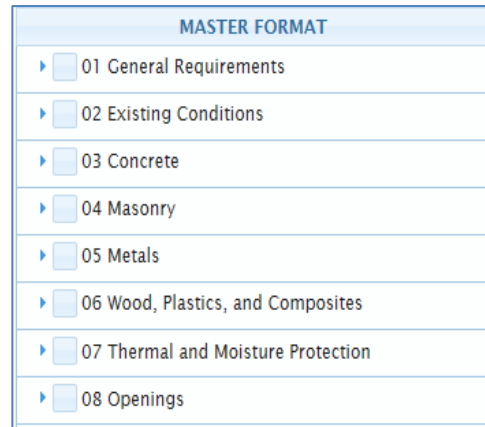 MASTER FORMAT
01 General Requirements
02 Existing Conditions
03 Concrete
04 Masonry
05 Metals
06 Wood, Plastics, and Composites
07 Thermal and Moisture Protection
08 Openings